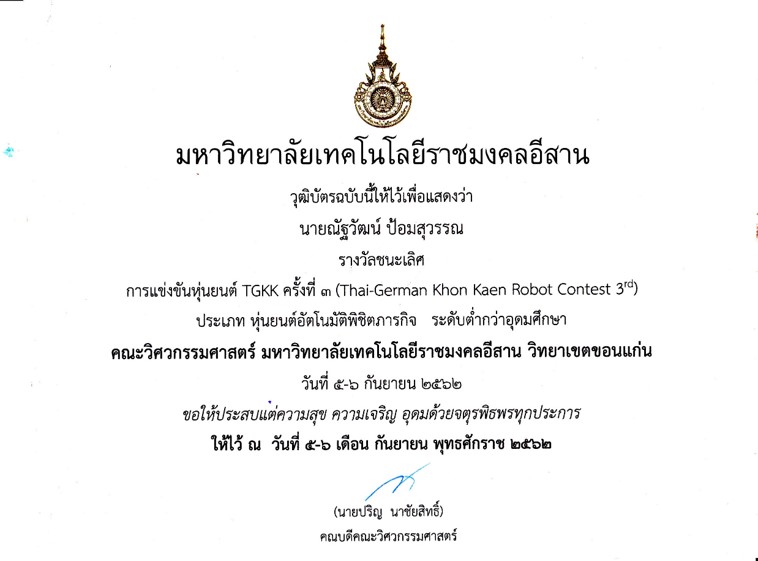 มหาวิทยาลัยเทคโนโลยีราชมงคลอีสาน
วุฒิบัตรฉบับนี้ให้ไว้เพื่อแสดงว่า
นายณัฐวัฒน์ ป้อมสุวรรณ
รางวัลชนะเลิศ
การแข่งขันหุ่นยนต์ TGKK ครั้งที่ ๓ (Thai-German Khon Kaen Robot Contest 3rd)
ประเภท หุ่นยนต์อัตโนมัติพิชิตภารกิจ ระดับต่ำกว่าอุดมศึกษา
คณะวิศวกรรมศาสตร์ มหาวิทยาลัยเทคโนโลยีราชมงคลอีสาน วิทยาเขตขอนแก่น
วันที่ ๕-๖ กันยายน ๒๕๖๒
ขอให้ประสบแต่ความสุข ความเจริญ อุดมด้วยจตุรพิธพรทุกประการ
ให้ไว้ ณ วันที่ ๕-๖ เดือน กันยายน พุทธศักราช ๒๕๖๒
(นายปริญ นาชัยสิทธิ์)
คณบดีคณะวิศวกรรมศาสตร์